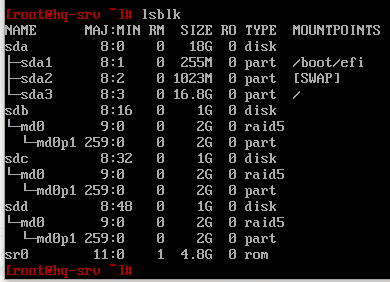 [root@hq-srv ~]# lsblk
NAME        MAJ:MIN RM  SIZE RO TYPE  MOUNTPOINTS
sda           8:0    0   18G  0 disk
├─sda1        8:1    0  255M  0 part  /boot/efi
├─sda2        8:2    0 1023M  0 part  [SWAP]
└─sda3        8:3    0 16.8G  0 part  /
sdb           8:16   0    1G  0 disk
└─md0         9:0    0    2G  0 raid5
  └─md0p1   259:0    0    2G  0 part
sdc           8:32   0    1G  0 disk
└─md0         9:0    0    2G  0 raid5
  └─md0p1   259:0    0    2G  0 part
sdd           8:48   0    1G  0 disk
└─md0         9:0    0    2G  0 raid5
  └─md0p1   259:0    0    2G  0 part
sr0          11:0    1  4.8G  0 rom
[root@hq-srv ~]#